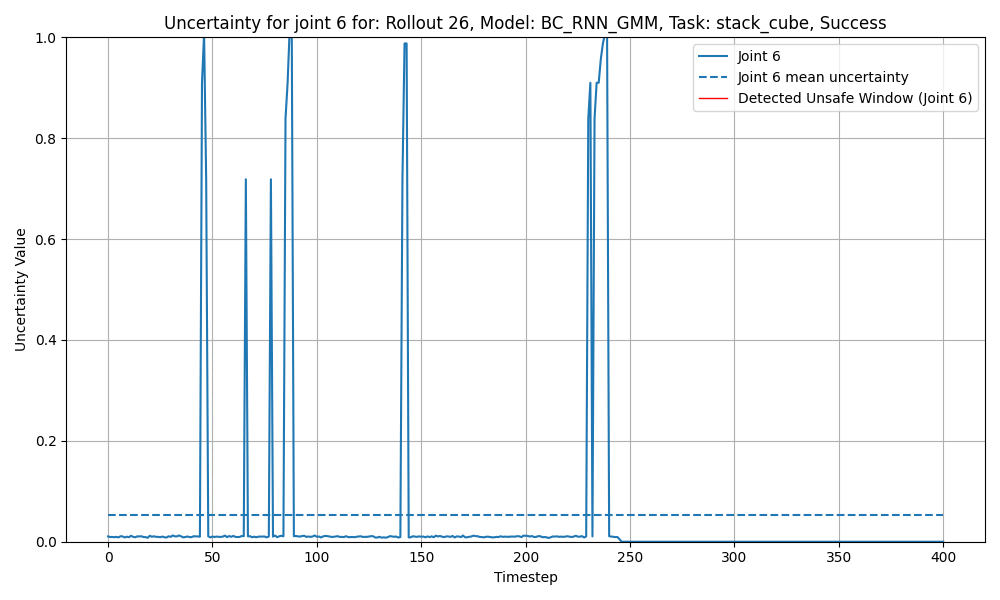 Uncertainty for joint 6 for: Rollout 26, Model: BC_RNN_GMM, Task: stack_cube, Success
Joint 6
Joint 6 mean uncertainty
Detected Unsafe Window (Joint 6)
Uncertainty Value
1.0
0.8
0.6
0.4
0.2
0.0
0 50 100 150 200 250 300 350 400
Timestep